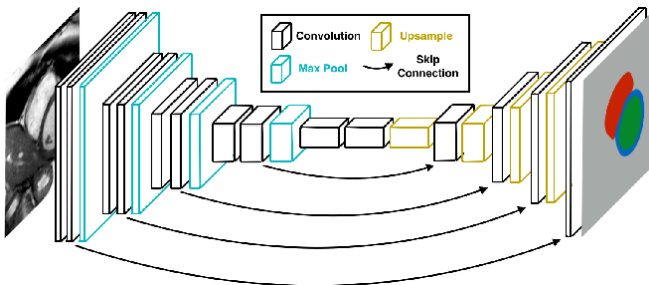 Convolution
Upsample
Max Pool
Skip
Connection